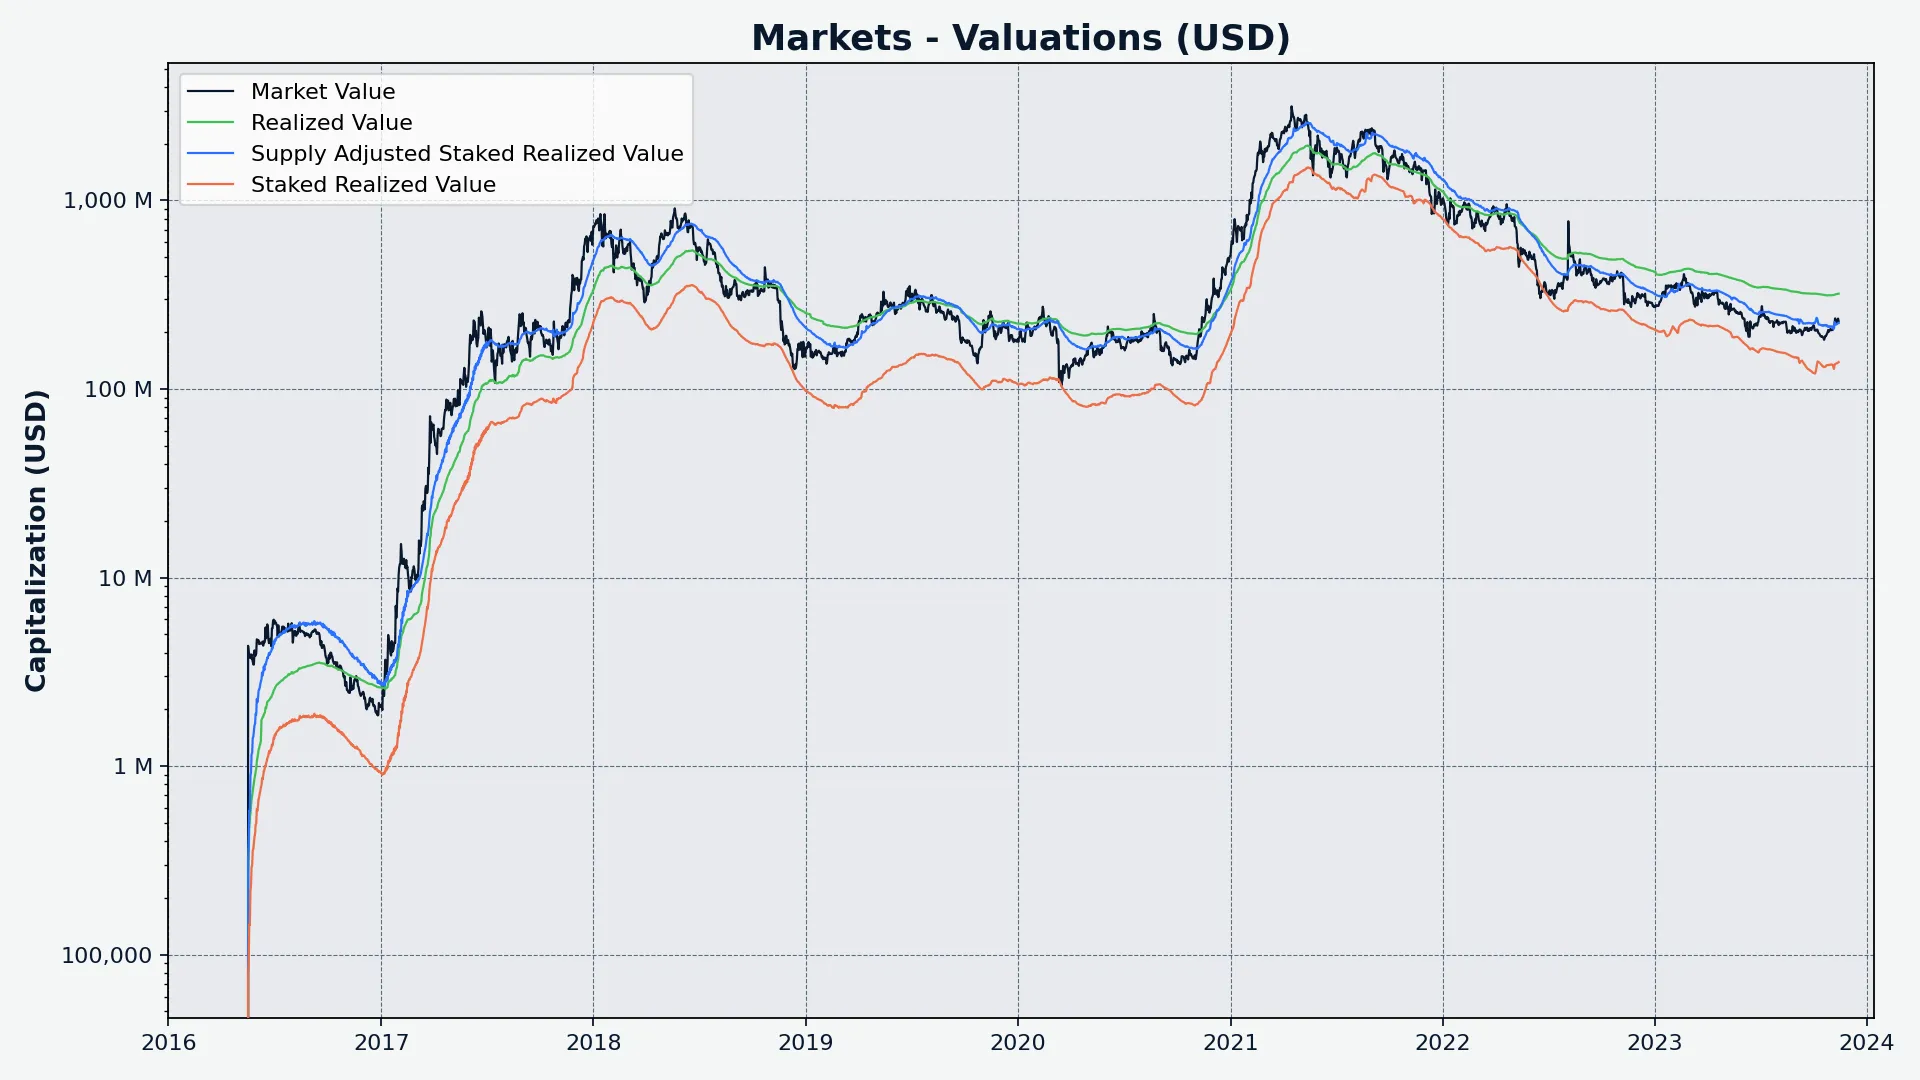 Markets - Valuations (USD)
Market Value
Realized Value
Supply Adjusted Staked Realized Value
Staked Realized Value
Capitalization (USD)
1,000 M
100 M
10 M
1 M
100,000
2016 2017 2018 2019 2020 2021 2022 2023 2024